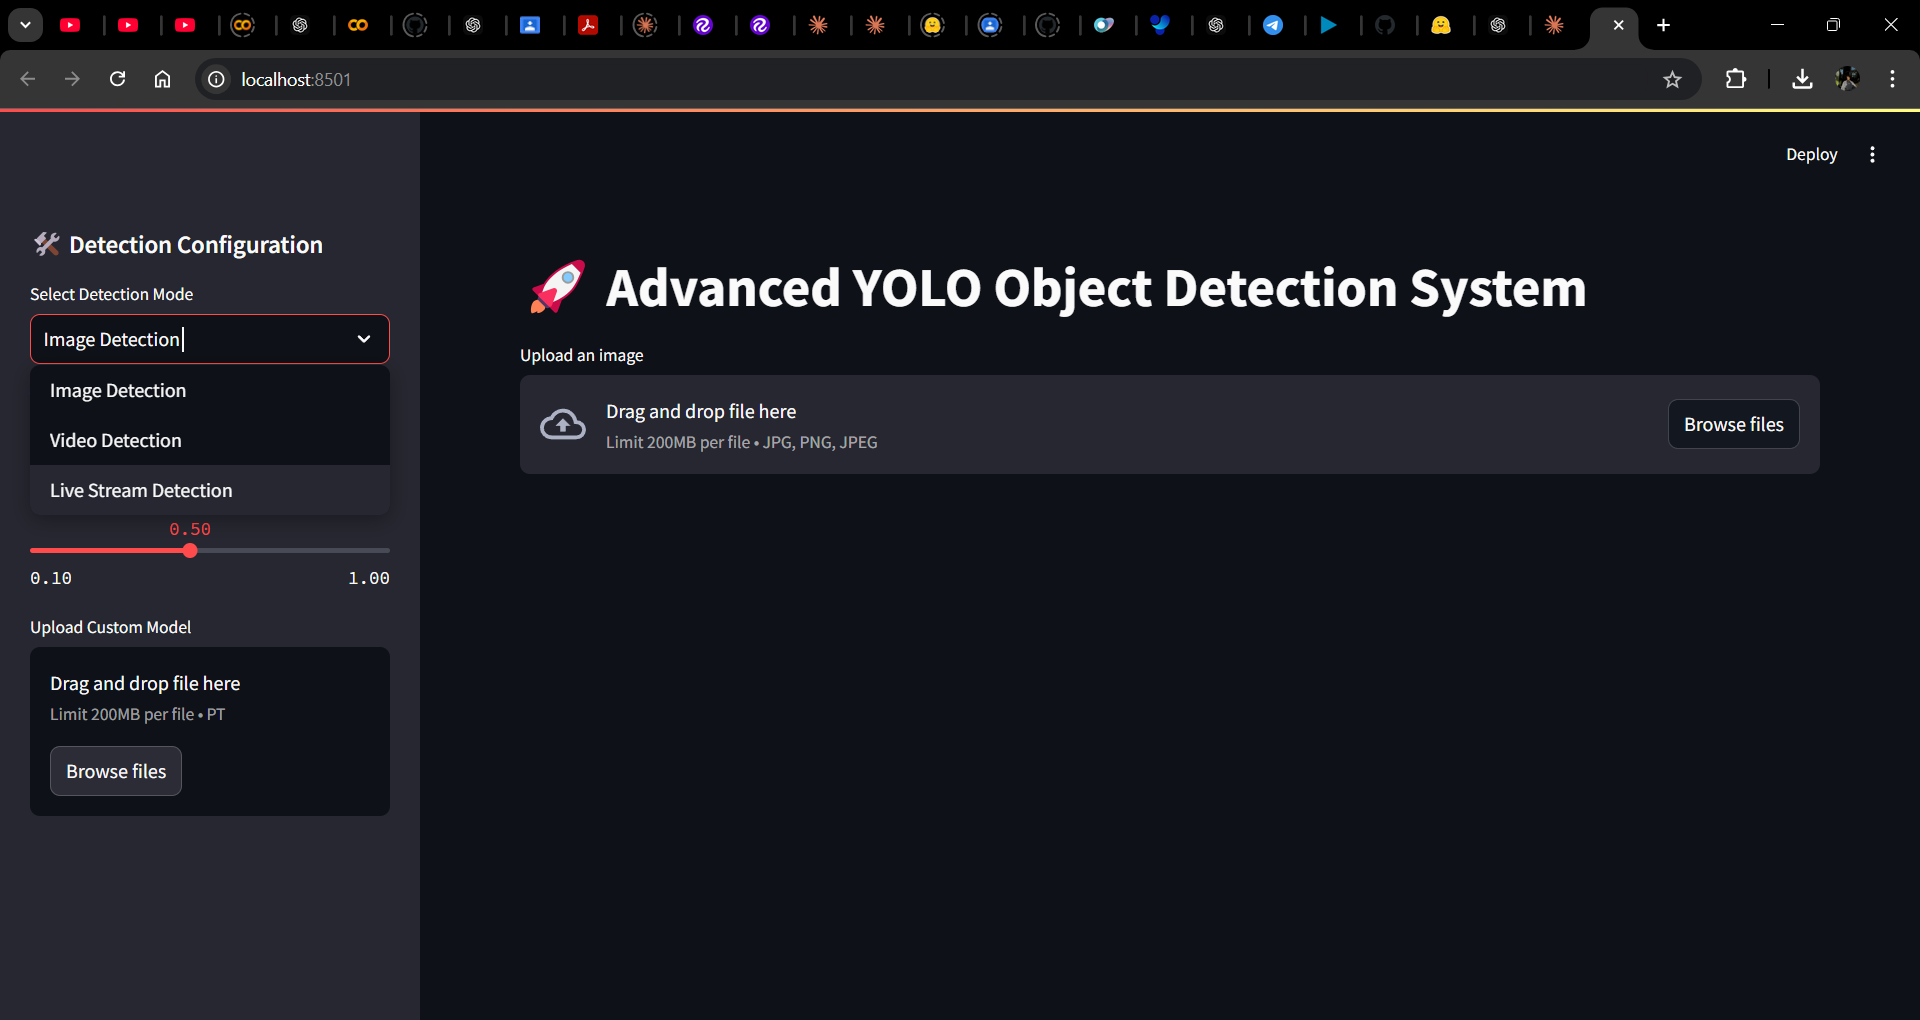 localhost:8501
Deploy
🛠 Detection Configuration
Select Detection Mode
Image Detection
Image Detection
Video Detection
Live Stream Detection
0.50
0.10 1.00
Upload Custom Model
Drag and drop file here
Limit 200MB per file • PT
Browse files
🚀 Advanced YOLO Object Detection System
Upload an image
Drag and drop file here
Limit 200MB per file • JPG, PNG, JPEG
Browse files